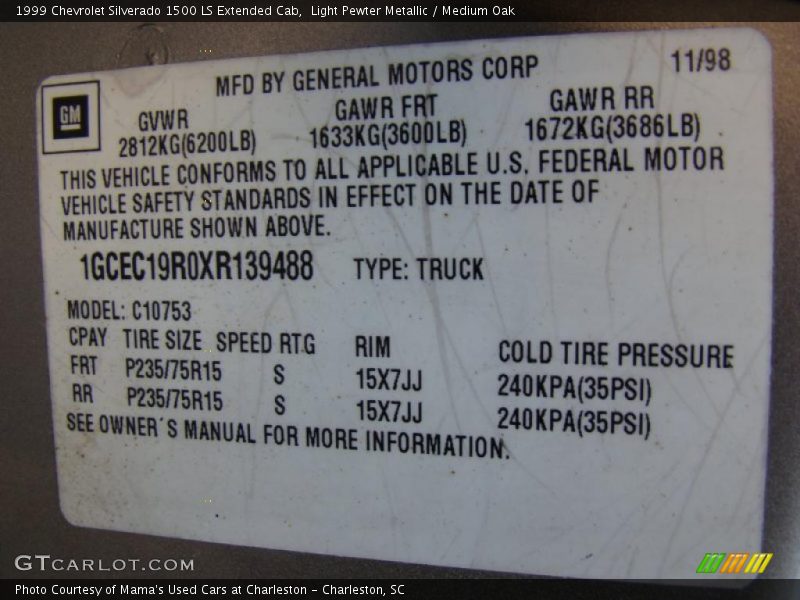 1999 Chevrolet Silverado 1500 LS Extended Cab,  Light Pewter Metallic / Medium Oak
MFD BY GENERAL MOTORS CORP 11/98
GM
GVWR GAWR FRT GAWR RR
2812KG(6200LB) 1633KG(3600LB) 1672KG(3686LB)
THIS VEHICLE CONFORMS TO ALL APPLICABLE U.S. FEDERAL MOTOR
VEHICLE SAFETY STANDARDS IN EFFECT ON THE DATE OF
MANUFACTURE SHOWN ABOVE.
1GCEC19R0XR139488 TYPE: TRUCK
MODEL: C10753
CPAY TIRE SIZE SPEED RTG RIM COLD TIRE PRESSURE
FRT P235/75R15 S 15X7JJ 240KPA(35PSI)
RR P235/75R15 S 15X7JJ 240KPA(35PSI)
SEE OWNER´S MANUAL FOR MORE INFORMATION.
GTCARLOT.COM
Photo Courtesy of Mama's Used Cars at Charleston - Charleston, SC